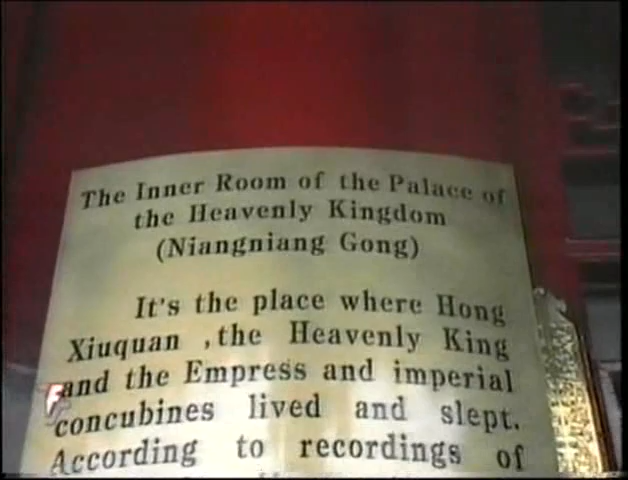 The Inner Room of the Palace of
the Heavenly Kingdom
(Niangniang Gong)
It's the place where Hong
Xiuquan ,the Heavenly King
and the Empress and imperial
concubines lived and slept.
According to recordings of